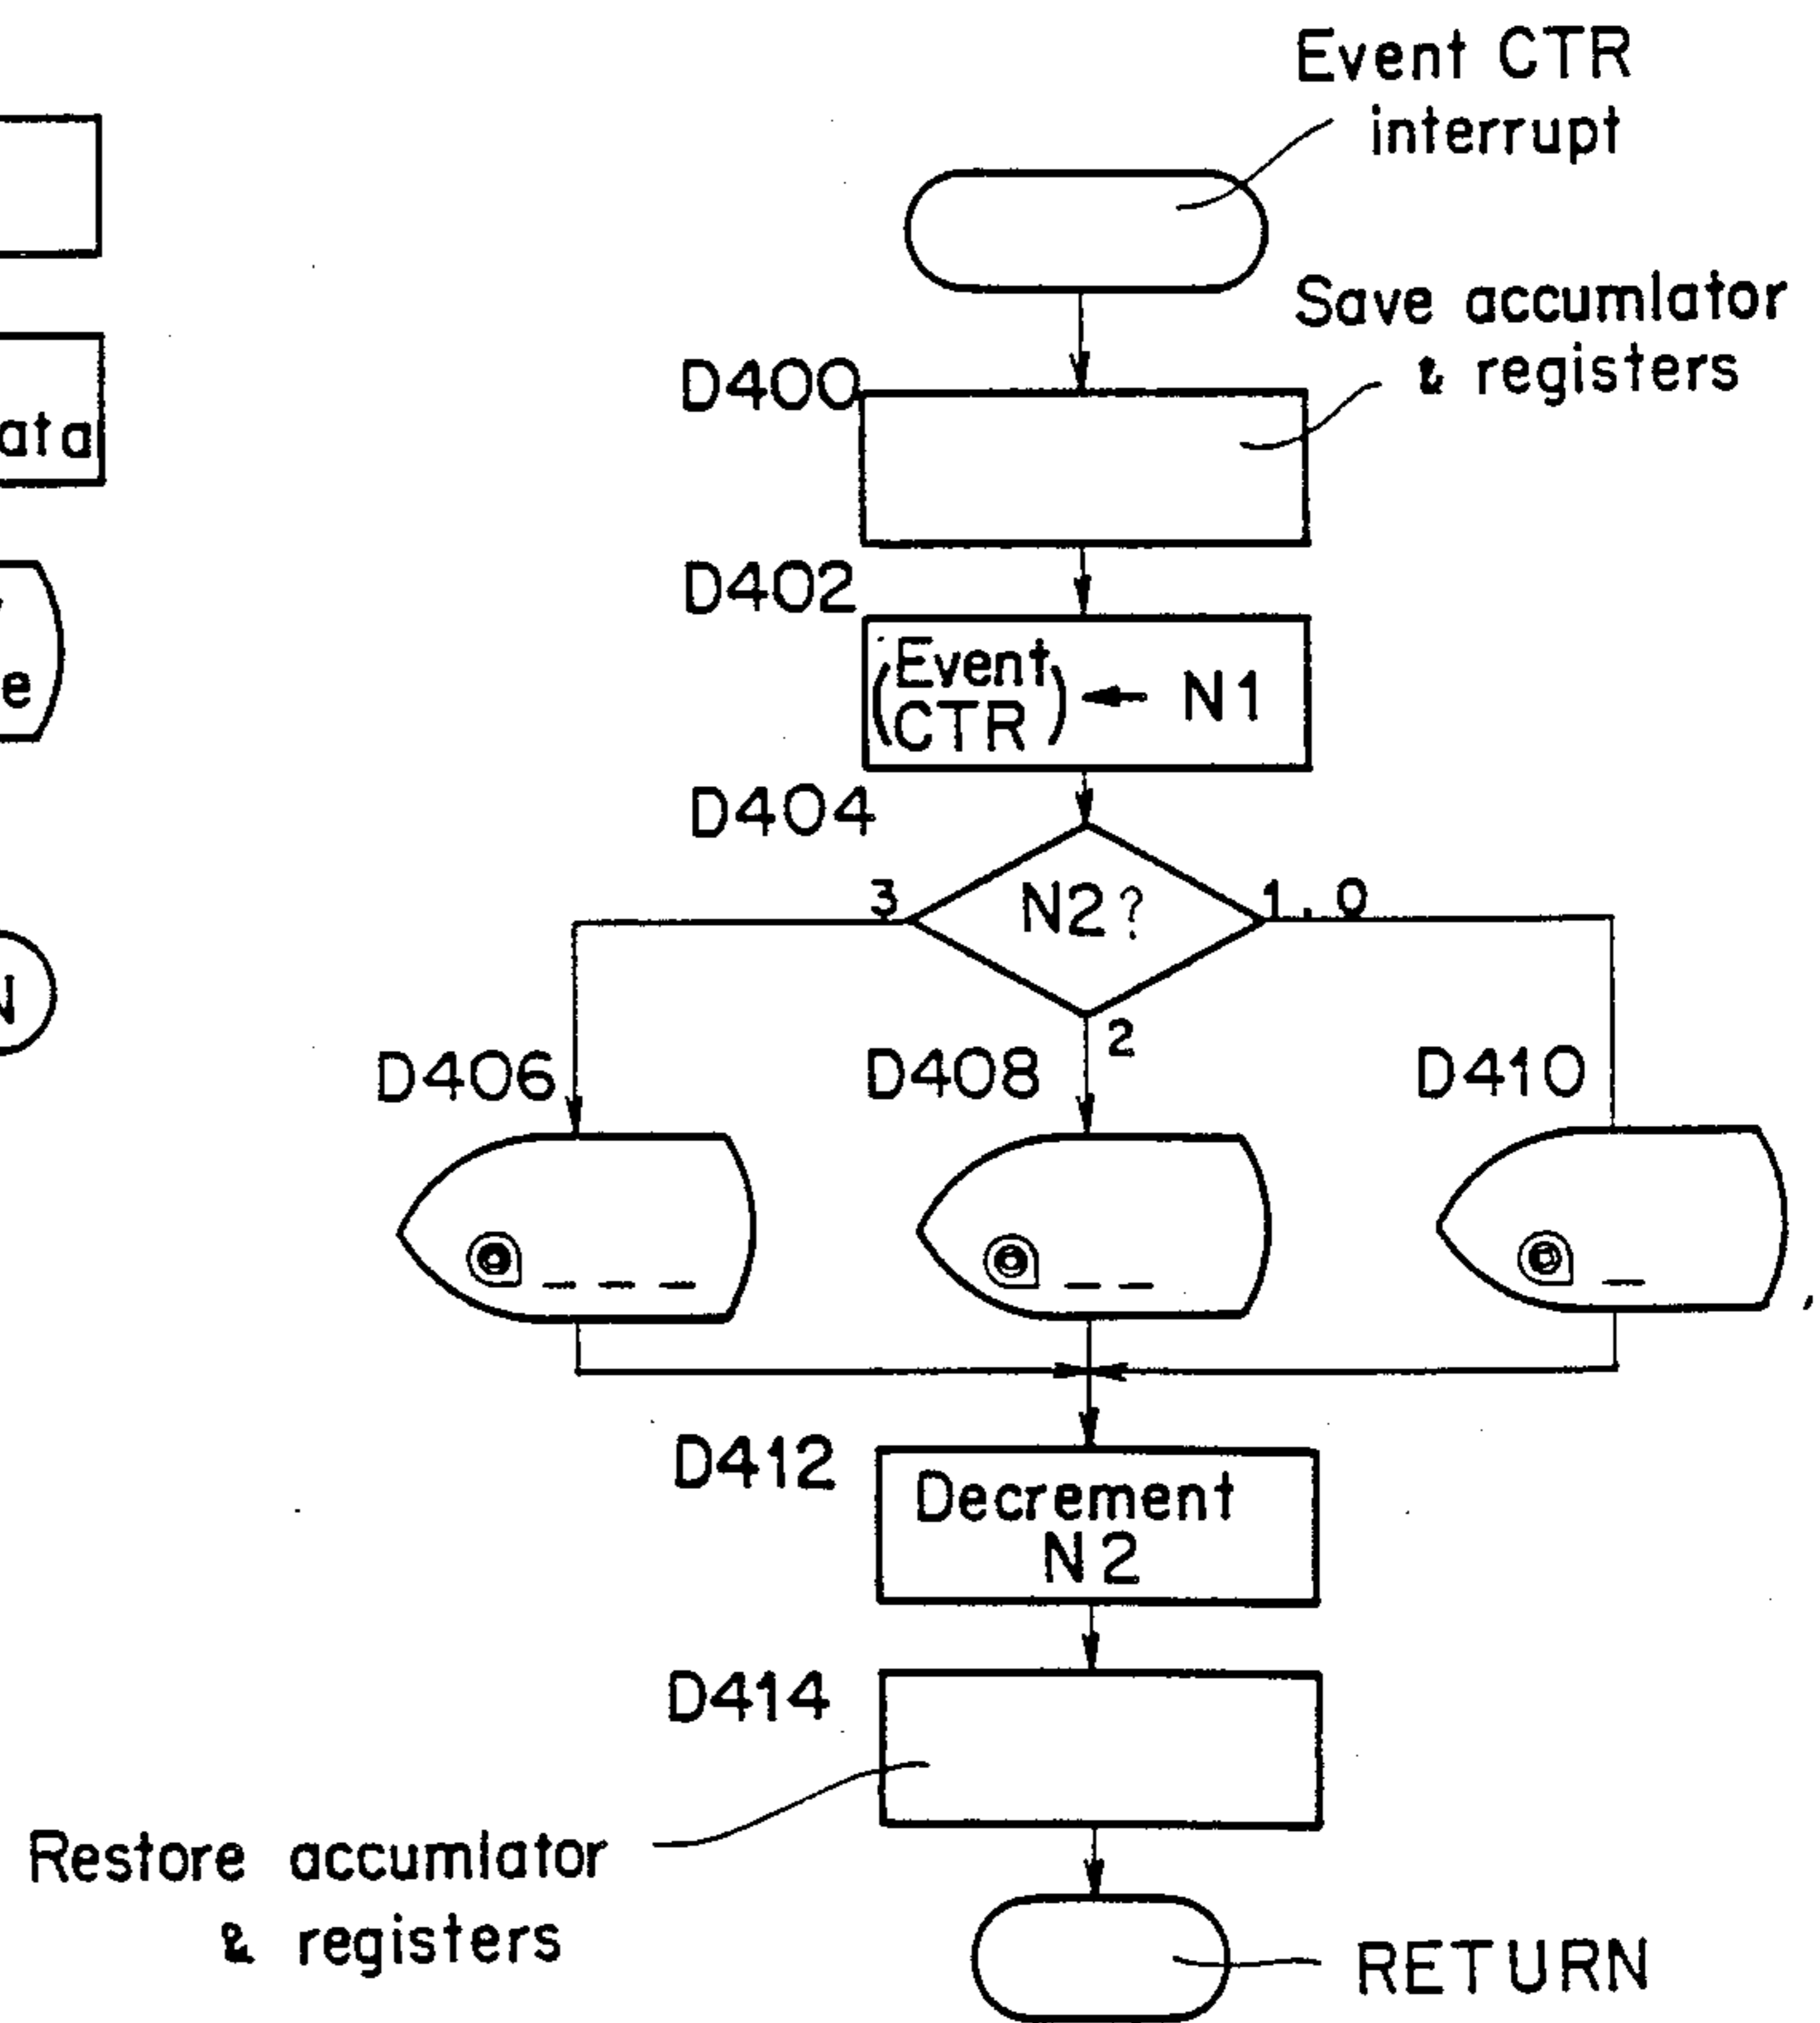 Event CTR
interrupt
Save accumlator
& registers
D400
ata
D402
(Event
CTR) ← N1
e
D404
3
N2?
1, 0
N
2
D406
D408
D410
D412
Decrement
N2
D414
Restore accumlator
& registers
RETURN